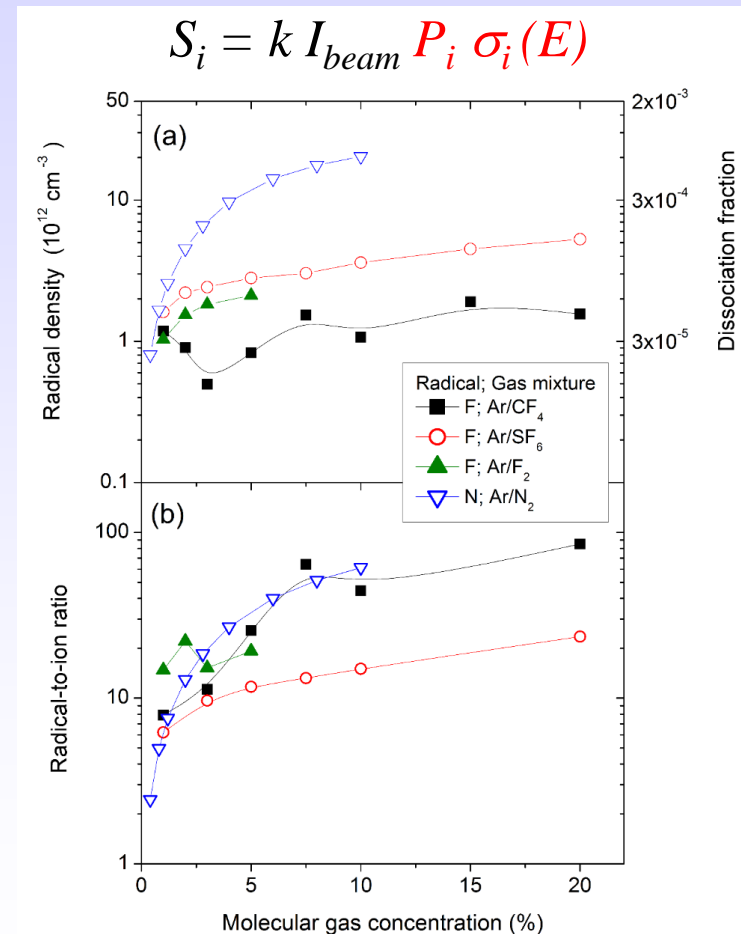 S_i = k I_beam P_i σ_i(E)
(a)
50
10
1
0.1
Radical density (10^12 cm^-3)
2x10^-3
3x10^-4
3x10^-5
Dissociation fraction
Radical; Gas mixture
F; Ar/CF_4
F; Ar/SF_6
F; Ar/F_2
N; Ar/N_2
(b)
100
10
1
Radical-to-ion ratio
0 5 10 15 20
Molecular gas concentration (%)